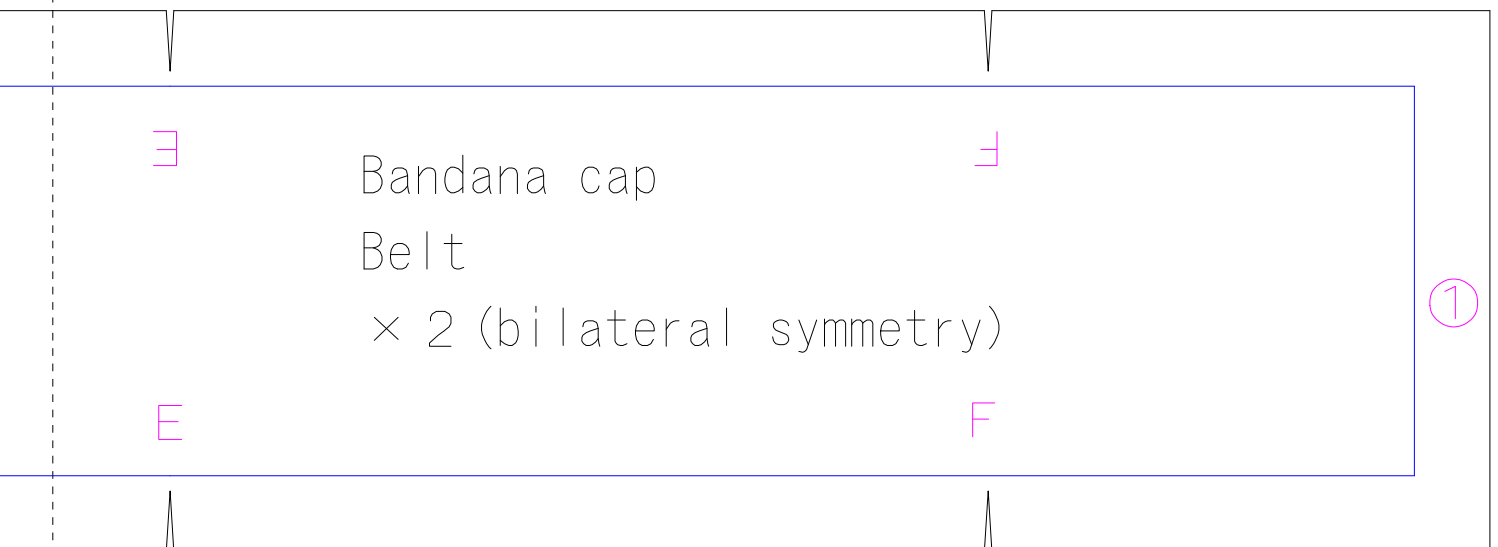 E F
Bandana cap
Belt
×2(bilateral symmetry)
①
E F